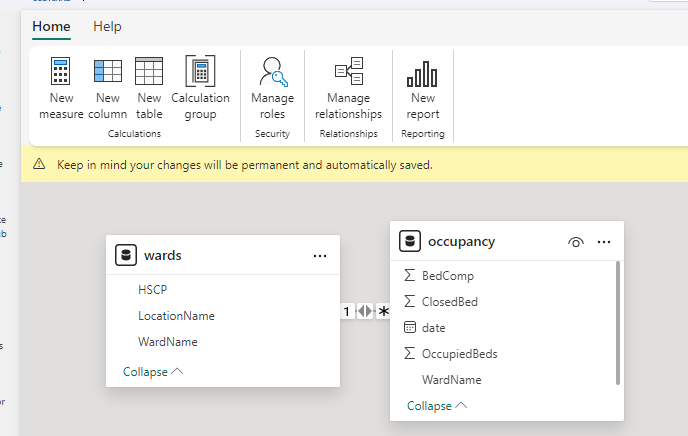 Home Help
New measure
New column
New table
Calculation group
Manage roles
Manage relationships
New report
Calculations
Security
Relationships
Reporting
Keep in mind your changes will be permanent and automatically saved.
wards
HSCP
LocationName
WardName
Collapse
1
*
occupancy
BedComp
ClosedBed
date
OccupiedBeds
WardName
Collapse